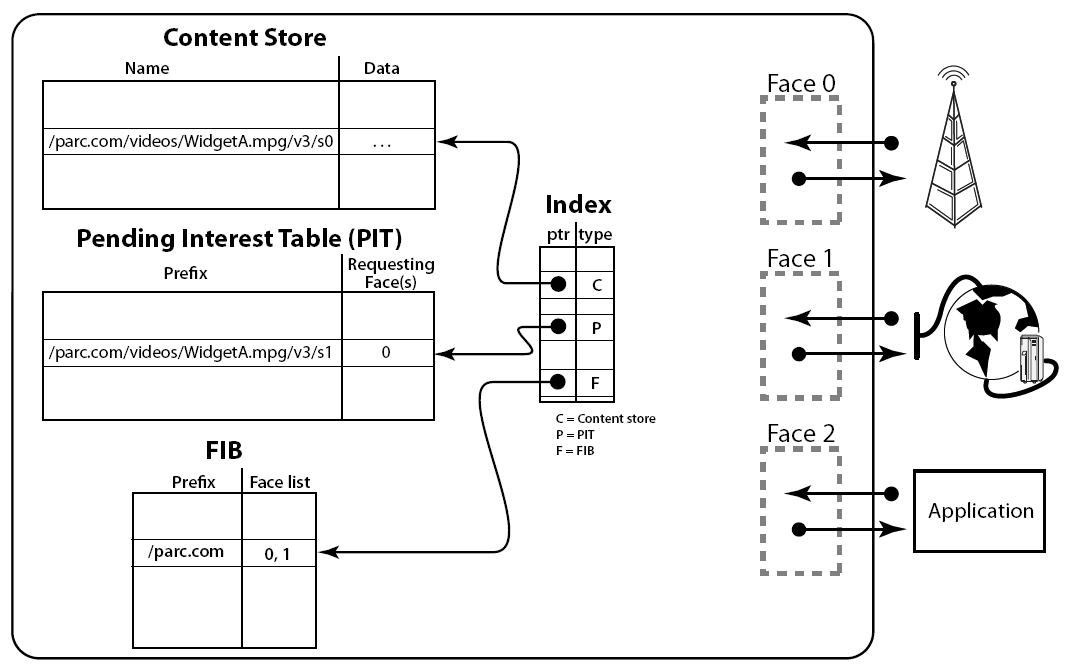 Content Store
Name Data
/parc.com/videos/WidgetA.mpg/v3/s0 ...
Pending Interest Table (PIT)
Prefix Requesting
Face(s)
/parc.com/videos/WidgetA.mpg/v3/s1 0
FIB
Prefix Face list
/parc.com 0, 1
Index
ptr type
C
P
F
C = Content store
P = PIT
F = FIB
Face 0
Face 1
Face 2
Application